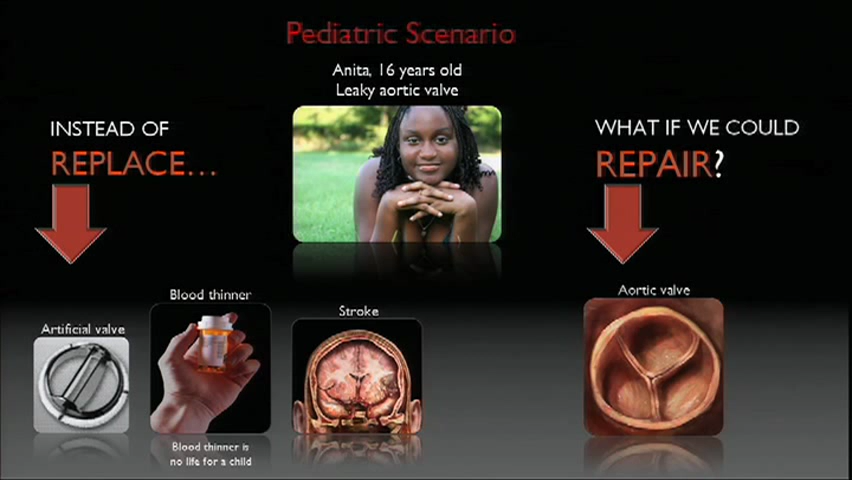 Pediatric Scenario
Anita, 16 years old
Leaky aortic valve
INSTEAD OF
REPLACE...
WHAT IF WE COULD
REPAIR?
Artificial valve
Blood thinner
Stroke
Aortic valve
Blood thinner is
no life for a child